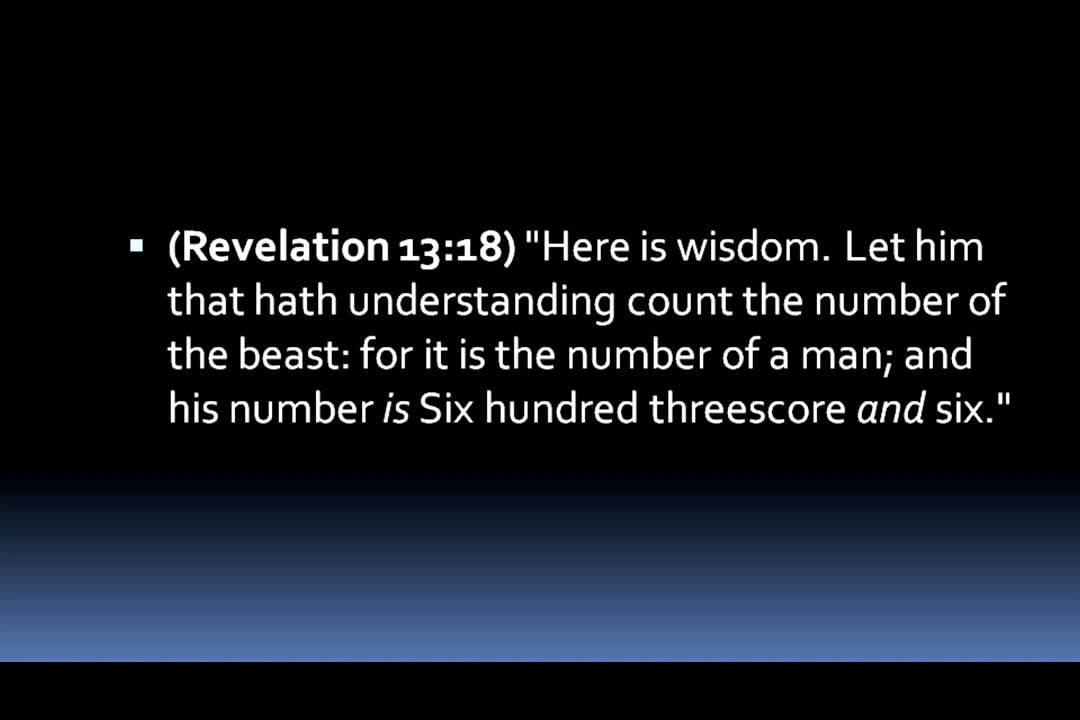 ▪ (Revelation 13:18) "Here is wisdom. Let him
that hath understanding count the number of
the beast: for it is the number of a man; and
his number is Six hundred threescore and six."